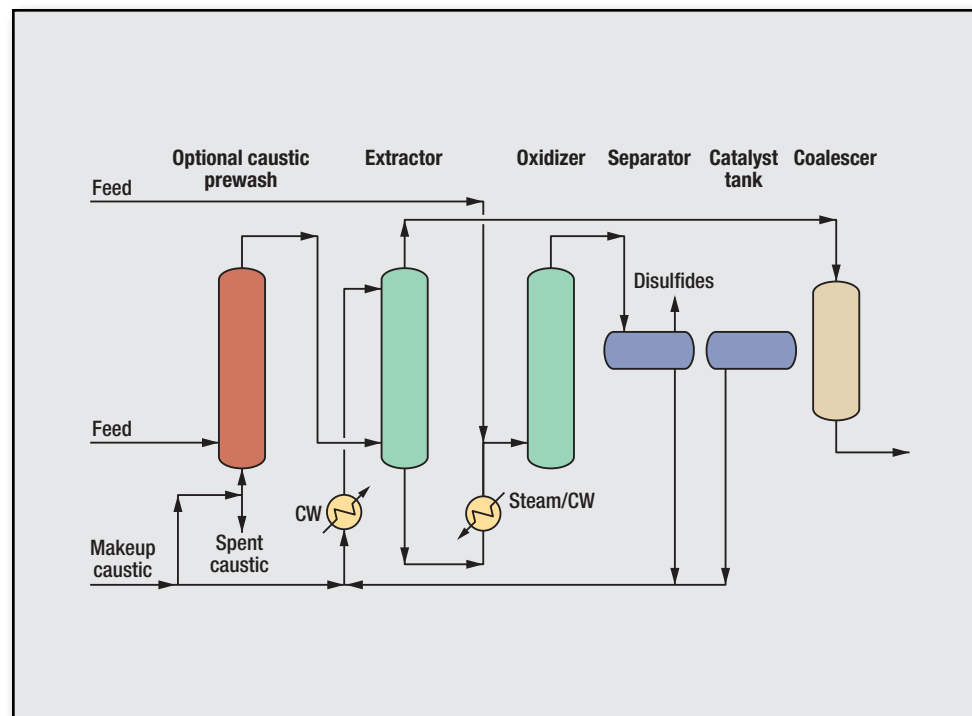 Optional caustic
prewash
Extractor
Oxidizer
Separator
Catalyst
tank
Coalescer
Feed
Disulfides
Feed
CW
Steam/CW
Makeup
caustic
Spent
caustic